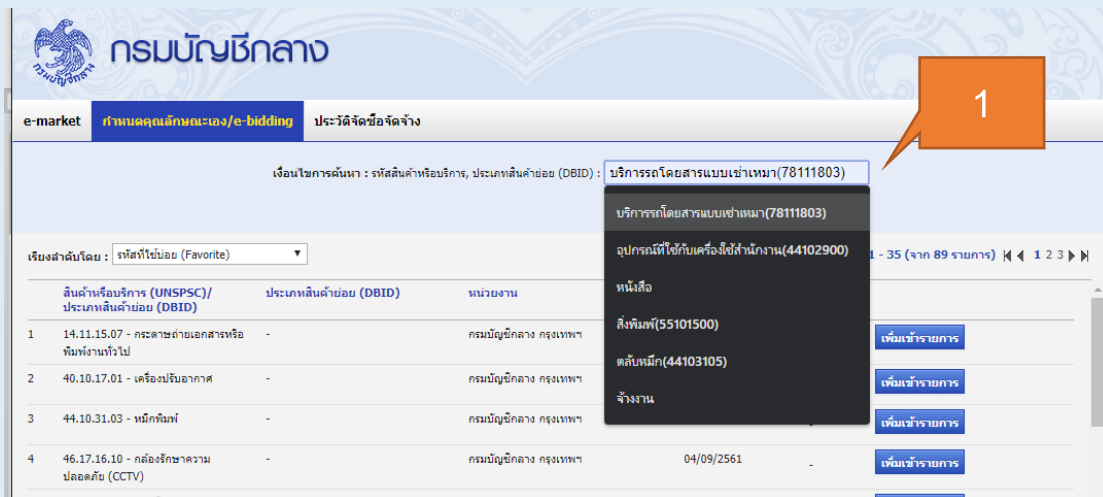 กรมบัญชีกลาง
กรมบัญชีกลาง
1
e-market กำหนดคุณลักษณะเอง/e-bidding ประวัติจัดซื้อจัดจ้าง
เงื่อนไขการค้นหา : รหัสสินค้าหรือบริการ, ประเภทสินค้าย่อย (DBID) : บริการรถโดยสารแบบเช่าเหมา(78111803)
บริการรถโดยสารแบบเช่าเหมา(78111803)
อุปกรณ์ที่ใช้กับเครื่องใช้สำนักงาน(44102900)
หนังสือ
สิ่งพิมพ์(55101500)
ตลับหมึก(44103105)
จ้างงาน
เรียงลำดับโดย : รหัสที่ใช้บ่อย (Favorite)
1 - 35 (จาก 89 รายการ) 1 2 3
สินค้าหรือบริการ (UNSPSC)/ ประเภทสินค้าย่อย (DBID) หน่วยงาน
ประเภทสินค้าย่อย (DBID)
1 14.11.15.07 - กระดาษถ่ายเอกสารหรือ - กรมบัญชีกลาง กรุงเทพฯ เพิ่มเข้ารายการ
พิมพ์งานทั่วไป
2 40.10.17.01 - เครื่องปรับอากาศ - กรมบัญชีกลาง กรุงเทพฯ เพิ่มเข้ารายการ
3 44.10.31.03 - หมึกพิมพ์ - กรมบัญชีกลาง กรุงเทพฯ - เพิ่มเข้ารายการ
4 46.17.16.10 - กล้องรักษาความ - กรมบัญชีกลาง กรุงเทพฯ 04/09/2561 - เพิ่มเข้ารายการ
ปลอดภัย (CCTV)